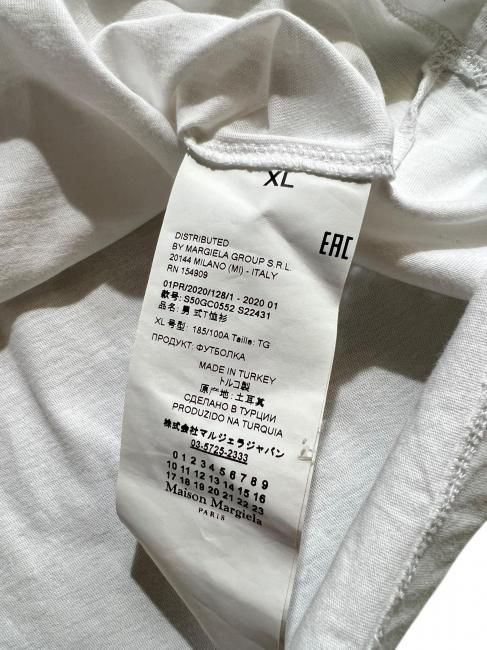 XL
EAC
DISTRIBUTED
BY MARGIELA GROUP S.R.L.
20144 MILANO (MI) - ITALY
RN 154909
01PR/2020/128/1 - 2020 01
款号: S50GC0552 S22431
品名: 男 式T恤衫
XL 号型: 185/100A Taille: TG
ПРОДУКТ: ФУТБОЛКА
MADE IN TURKEY
トルコ製
原产地: 土耳其
СДЕЛАНО В ТУРЦИИ
PRODUZIDO NA TURQUIA
株式会社マルジェラジャパン
03-5725-2333
0 1 2 3 4 5 6 7 8 9
10 11 12 13 14 15 16
17 18 19 20 21 22 23
Maison Margiela
PARIS